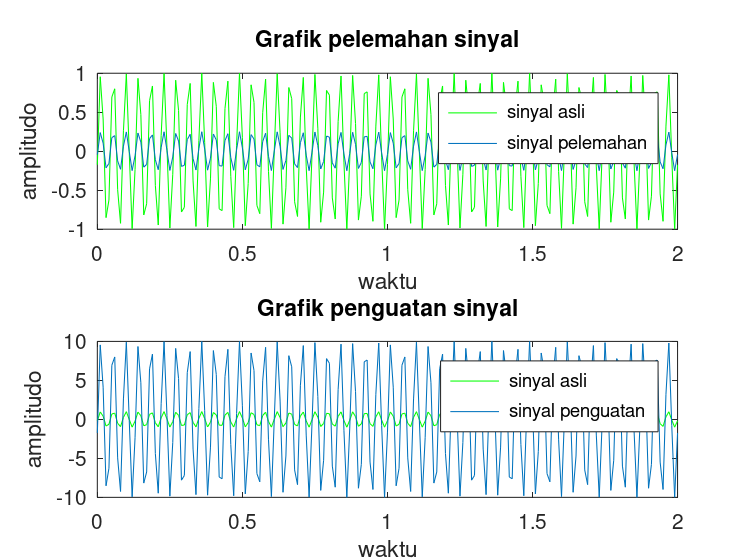 Grafik pelemahan sinyal
1
0.5
0
-0.5
-1
amplitudo
sinyal asli
sinyal pelemahan
0 0.5 1 1.5 2
waktu
Grafik penguatan sinyal
10
5
0
-5
-10
amplitudo
sinyal asli
sinyal penguatan
0 0.5 1 1.5 2
waktu